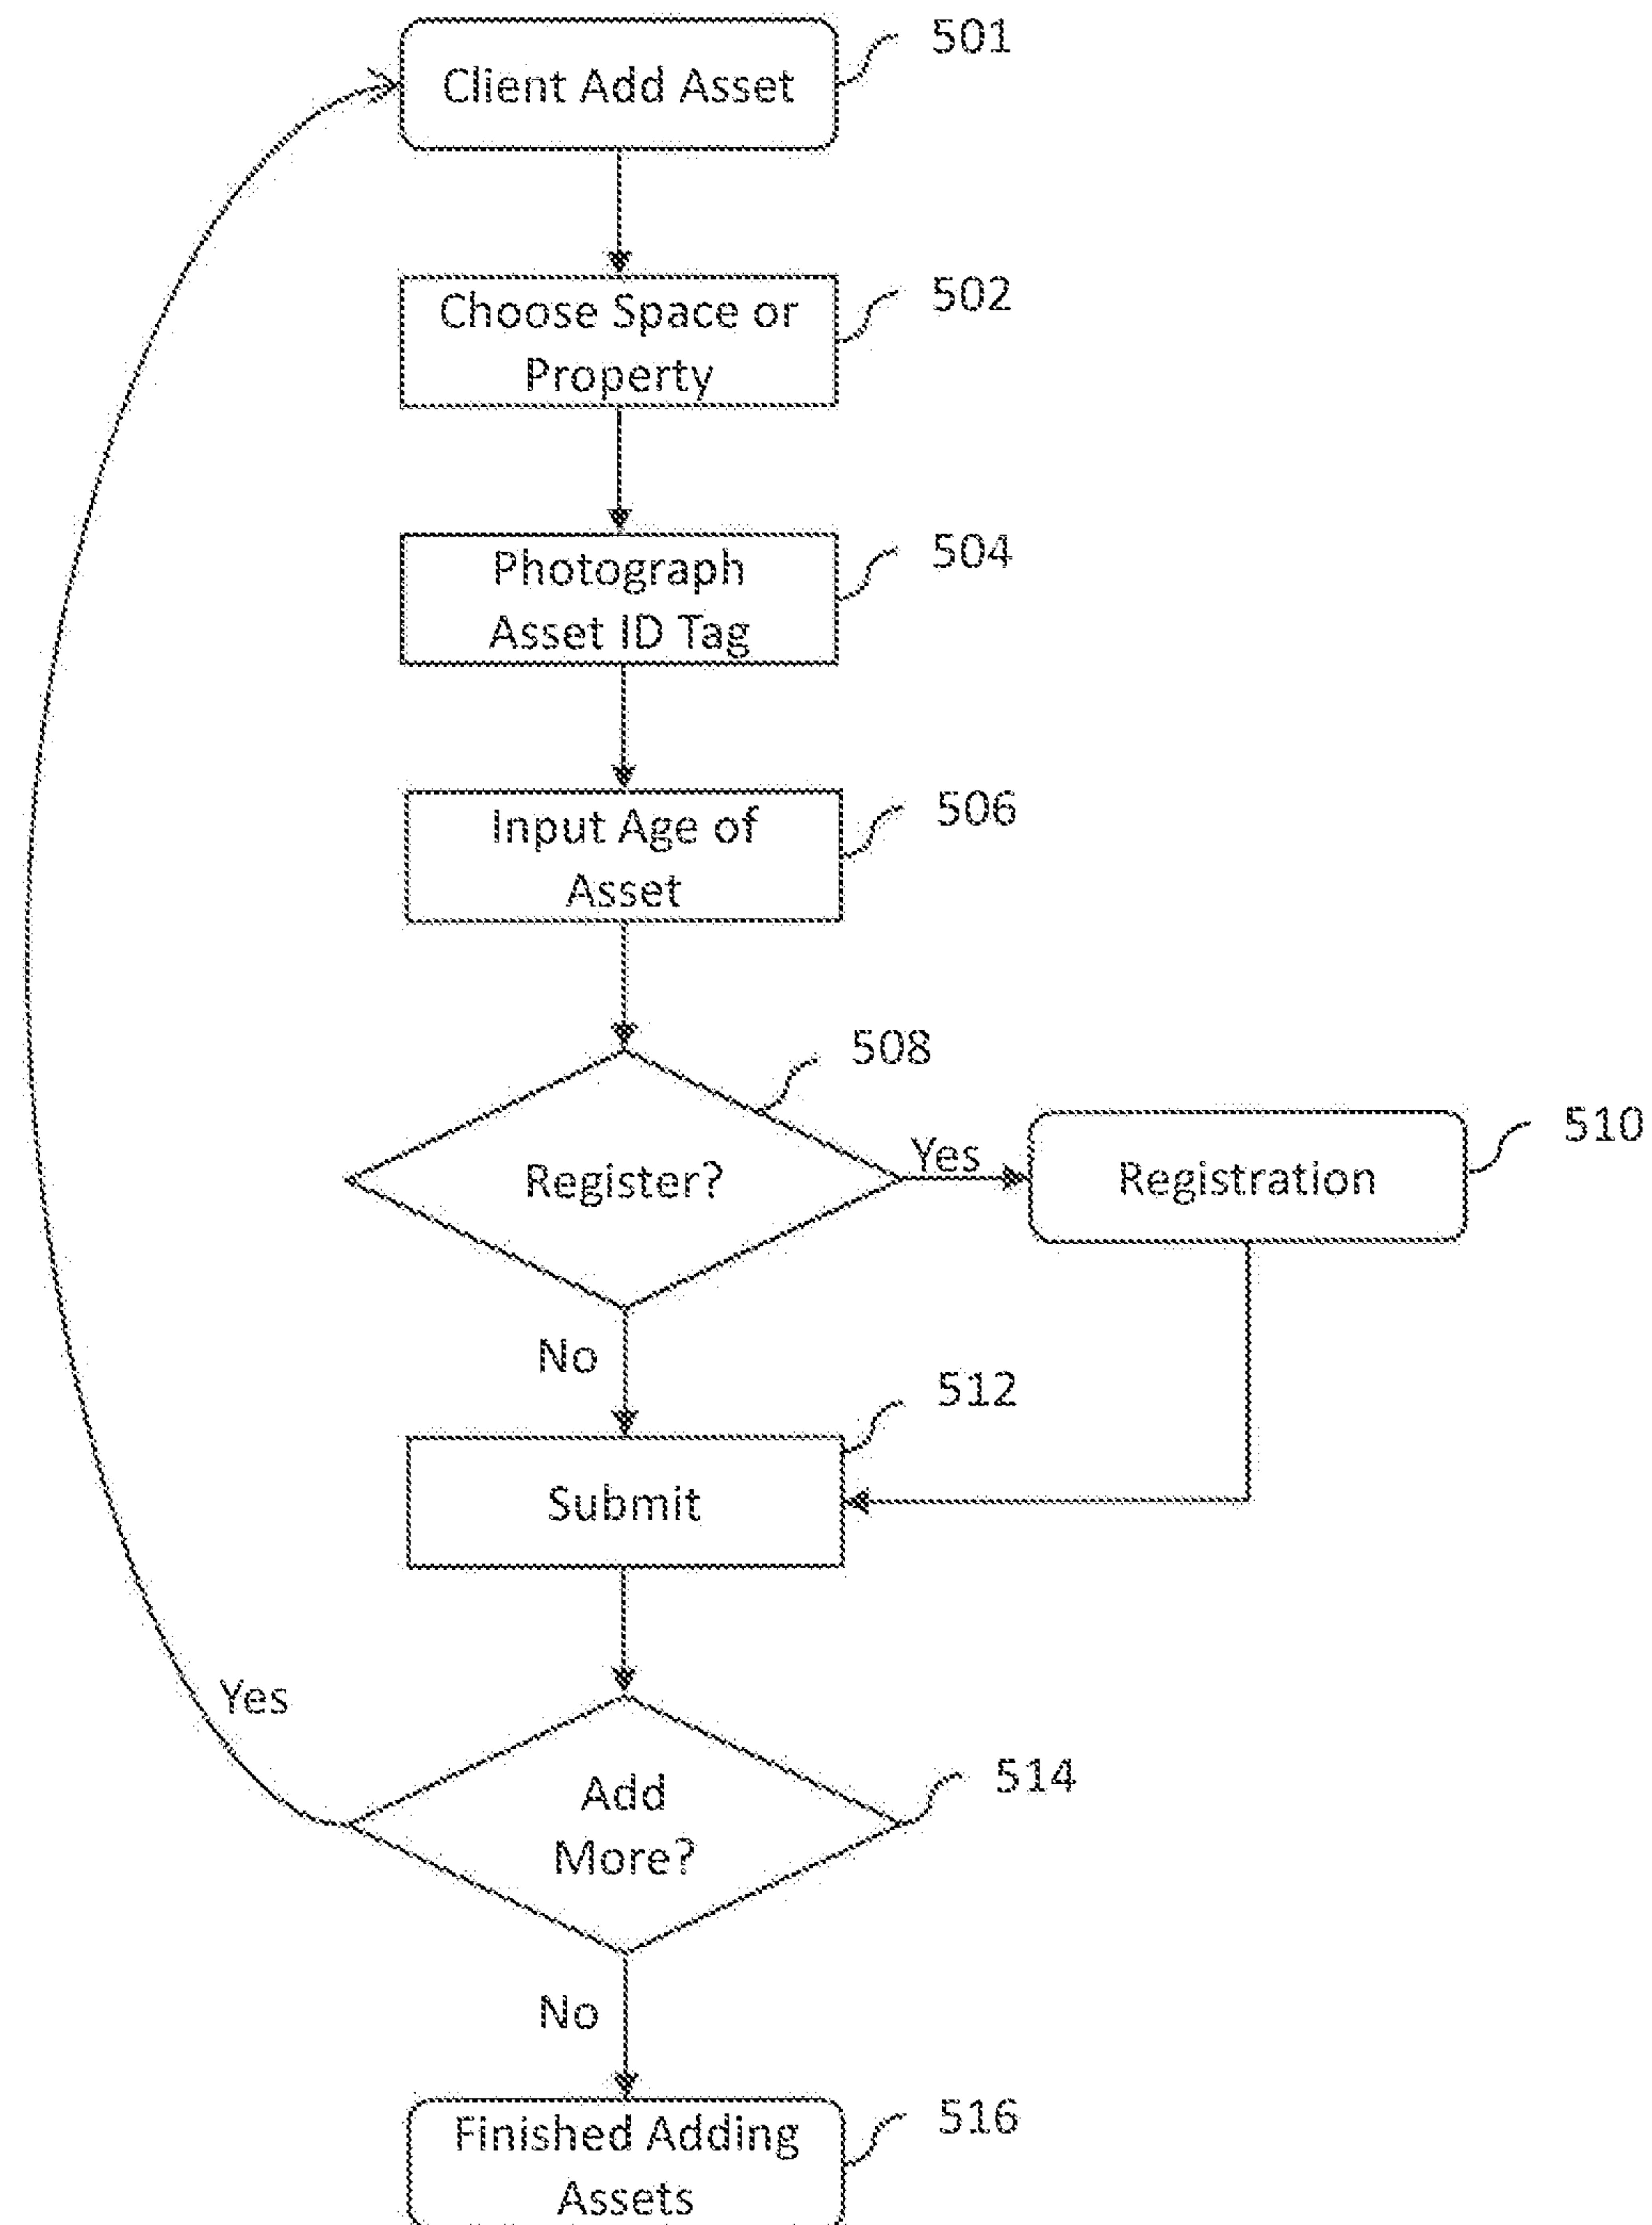 501
Client Add Asset
502
Choose Space or
Property
504
Photograph
Asset ID Tag
506
Input Age of
Asset
508
Register?
Yes
510
Registration
No
512
Submit
Yes
514
Add
More?
No
516
Finished Adding
Assets